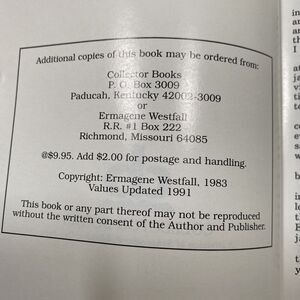 Additional copies of this book may be ordered from:
Collector Books
P. O. Box 3009
Paducah, Kentucky 42002-3009
or
Ermagene Westfall
R.R. #1 Box 222
Richmond, Missouri 64085
@$9.95. Add $2.00 for postage and handling.
Copyright: Ermagene Westfall, 1983
Values Updated 1991
This book or any part thereof may not be reproduced
without the written consent of the Author and Publisher.